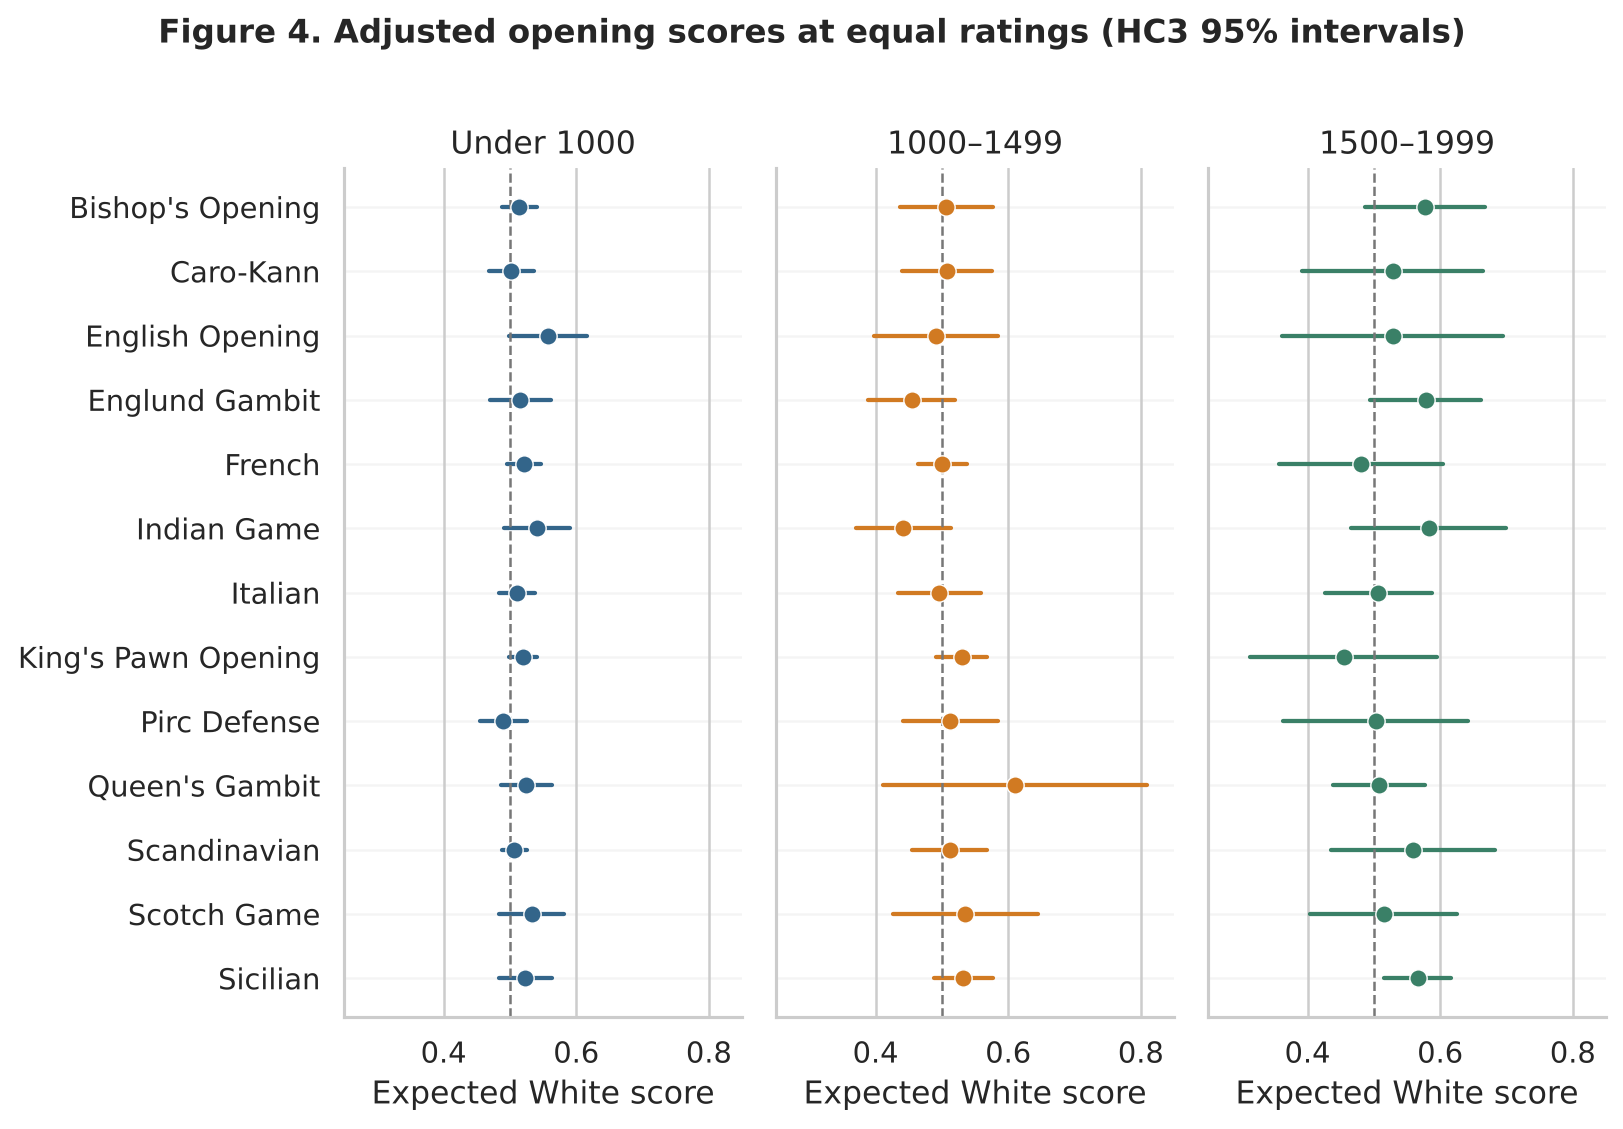 Figure 4. Adjusted opening scores at equal ratings (HC3 95% intervals)
Under 1000
1000–1499
1500–1999
Bishop's Opening
Caro-Kann
English Opening
Englund Gambit
French
Indian Game
Italian
King's Pawn Opening
Pirc Defense
Queen's Gambit
Scandinavian
Scotch Game
Sicilian
0.4 0.6 0.8
0.4 0.6 0.8
0.4 0.6 0.8
Expected White score
Expected White score
Expected White score